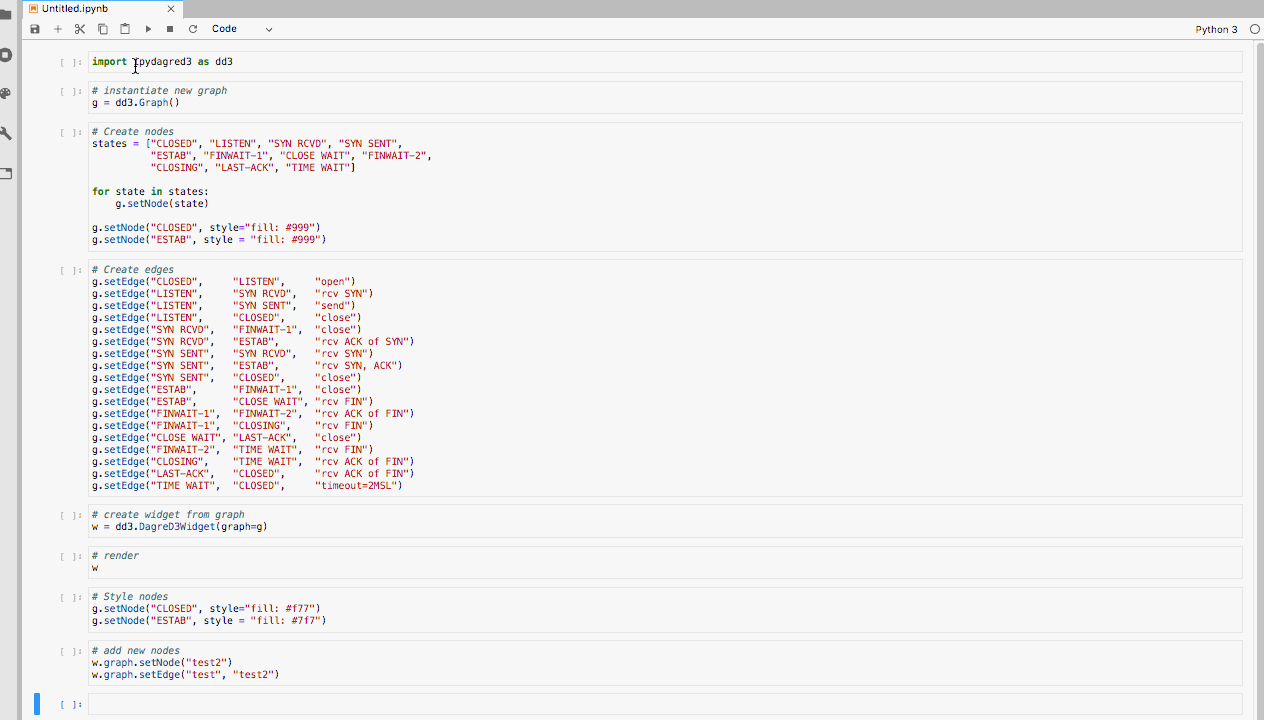 Untitled.ipynb
Code
Python 3
[ ]: import ipydagred3 as dd3
[ ]: # instantiate new graph
g = dd3.Graph()
[ ]: # Create nodes
states = ["CLOSED", "LISTEN", "SYN RCVD", "SYN SENT",
"ESTAB", "FINWAIT-1", "CLOSE WAIT", "FINWAIT-2",
"CLOSING", "LAST-ACK", "TIME WAIT"]
for state in states:
g.setNode(state)
g.setNode("CLOSED", style="fill: #999")
g.setNode("ESTAB", style = "fill: #999")
[ ]: # Create edges
g.setEdge("CLOSED", "LISTEN", "open")
g.setEdge("LISTEN", "SYN RCVD", "rcv SYN")
g.setEdge("LISTEN", "SYN SENT", "send")
g.setEdge("LISTEN", "CLOSED", "close")
g.setEdge("SYN RCVD", "FINWAIT-1", "close")
g.setEdge("SYN RCVD", "ESTAB", "rcv ACK of SYN")
g.setEdge("SYN SENT", "SYN RCVD", "rcv SYN")
g.setEdge("SYN SENT", "ESTAB", "rcv SYN, ACK")
g.setEdge("SYN SENT", "CLOSED", "close")
g.setEdge("ESTAB", "FINWAIT-1", "close")
g.setEdge("ESTAB", "CLOSE WAIT", "rcv FIN")
g.setEdge("FINWAIT-1", "FINWAIT-2", "rcv ACK of FIN")
g.setEdge("FINWAIT-1", "CLOSING", "rcv FIN")
g.setEdge("CLOSE WAIT", "LAST-ACK", "close")
g.setEdge("FINWAIT-2", "TIME WAIT", "rcv FIN")
g.setEdge("CLOSING", "TIME WAIT", "rcv ACK of FIN")
g.setEdge("LAST-ACK", "CLOSED", "rcv ACK of FIN")
g.setEdge("TIME WAIT", "CLOSED", "timeout=2MSL")
[ ]: # create widget from graph
w = dd3.DagreD3Widget(graph=g)
[ ]: # render
w
[ ]: # Style nodes
g.setNode("CLOSED", style="fill: #f77")
g.setNode("ESTAB", style = "fill: #7f7")
[ ]: # add new nodes
w.graph.setNode("test2")
w.graph.setEdge("test", "test2")
[ ]: